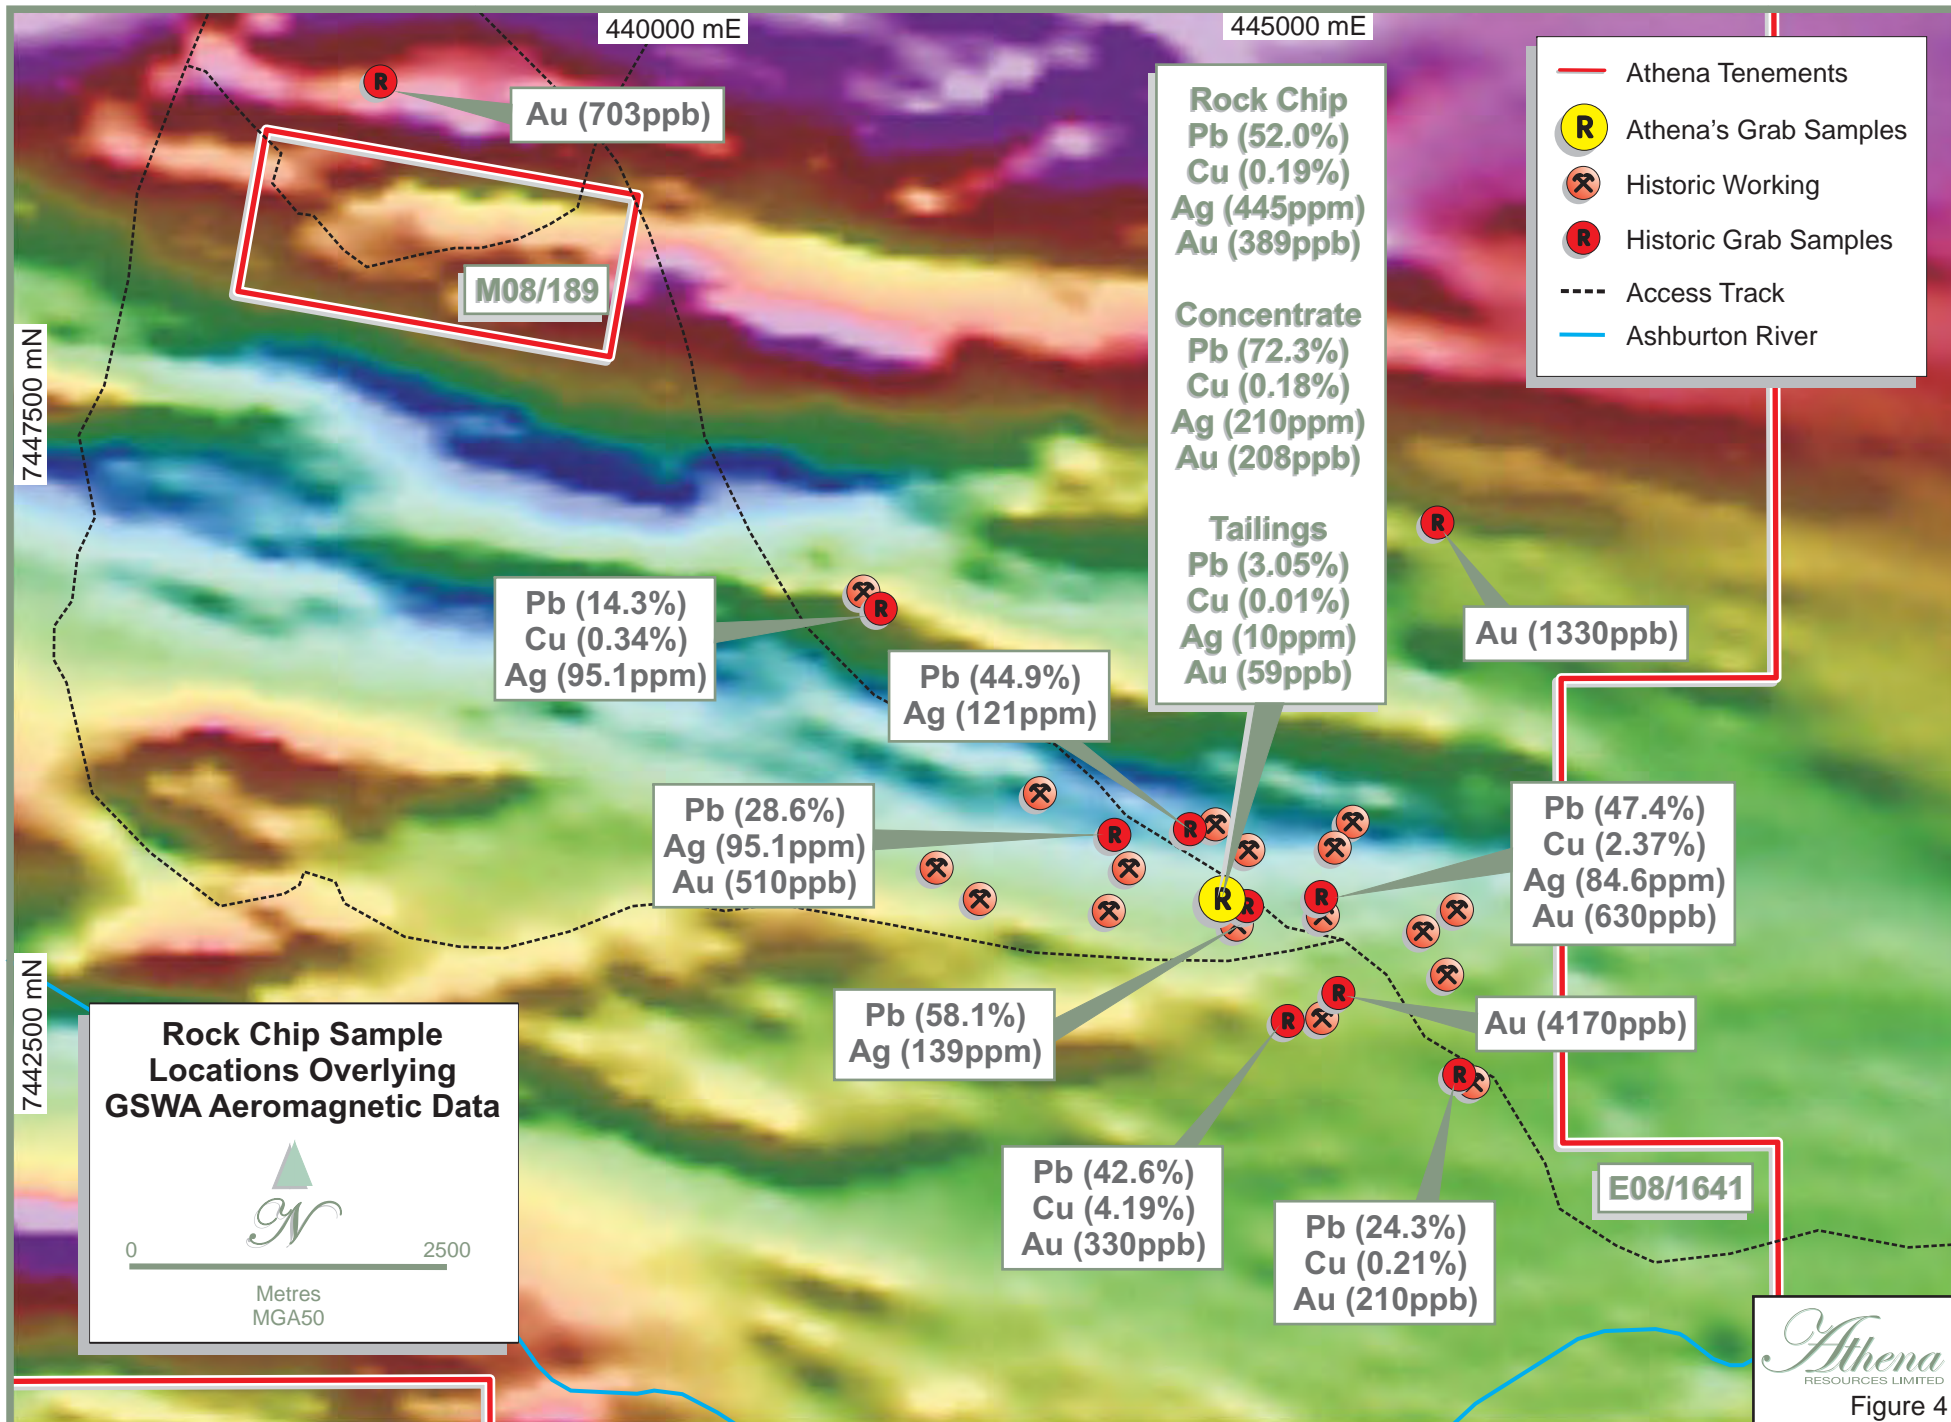 440000 mE
445000 mE
7447500 mN
7442500 mN
Au (703ppb)
M08/189
Rock Chip
Pb (52.0%)
Cu (0.19%)
Ag (445ppm)
Au (389ppb)
Concentrate
Pb (72.3%)
Cu (0.18%)
Ag (210ppm)
Au (208ppb)
Tailings
Pb (3.05%)
Cu (0.01%)
Ag (10ppm)
Au (59ppb)
Athena Tenements
R
Athena's Grab Samples
Historic Working
R
Historic Grab Samples
Access Track
Ashburton River
R
R
Au (1330ppb)
Pb (14.3%)
Cu (0.34%)
Ag (95.1ppm)
R
Pb (44.9%)
Ag (121ppm)
Pb (28.6%)
Ag (95.1ppm)
Au (510ppb)
R
R
Pb (47.4%)
Cu (2.37%)
Ag (84.6ppm)
Au (630ppb)
R
R
R
Pb (58.1%)
Ag (139ppm)
R
R
Au (4170ppb)
R
Pb (42.6%)
Cu (4.19%)
Au (330ppb)
Pb (24.3%)
Cu (0.21%)
Au (210ppb)
E08/1641
Rock Chip Sample
Locations Overlying
GSWA Aeromagnetic Data
N
0 2500
Metres
MGA50
Athena
RESOURCES LIMITED
Figure 4